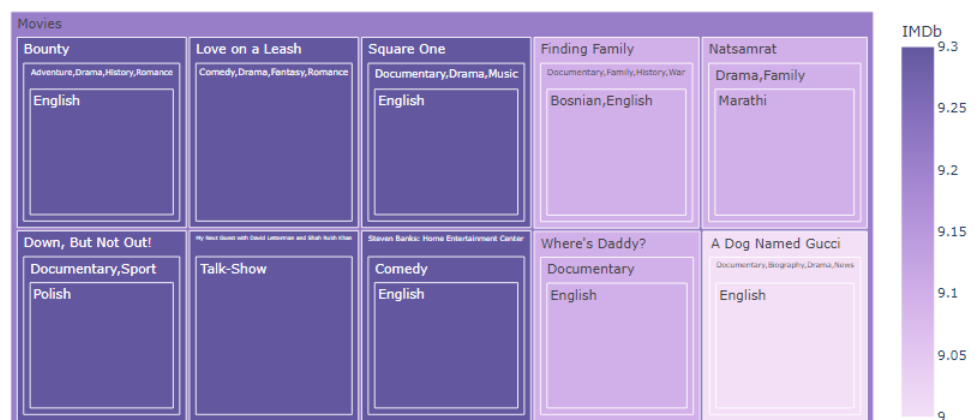 Movies
IMDb
Bounty
Adventure,Drama,History,Romance
English
Love on a Leash
Comedy,Drama,Fantasy,Romance
Square One
Documentary,Drama,Music
English
Finding Family
Documentary,Family,History,War
Bosnian,English
Natsamrat
Drama,Family
Marathi
Down, But Not Out!
Documentary,Sport
Polish
My Next Guest with David Letterman and Shah Rukh Khan
Talk-Show
Steven Banks: Home Entertainment Center
Comedy
English
Where's Daddy?
Documentary
English
A Dog Named Gucci
Documentary,Biography,Drama,News
English
9.3
9.25
9.2
9.15
9.1
9.05
9